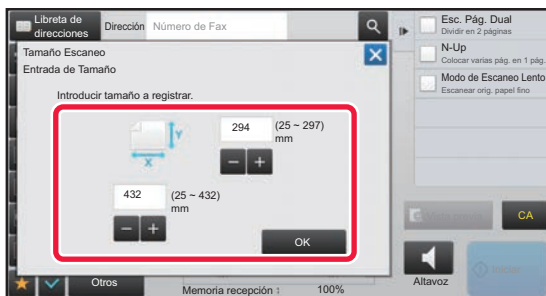 Libreta de
direcciones
Dirección
Número de Fax
Tamaño Escaneo
Entrada de Tamaño
Introducir tamaño a registrar.
Y
X
294
(25 ~ 297)
mm
432
(25 ~ 432)
mm
OK
Otros
Memoria recepción :
100%
Esc. Pág. Dual
Dividir en 2 páginas
N-Up
Colocar varias pág. en 1 pág.
Modo de Escaneo Lento
Escanear orig. papel fino
CA
Altavoz